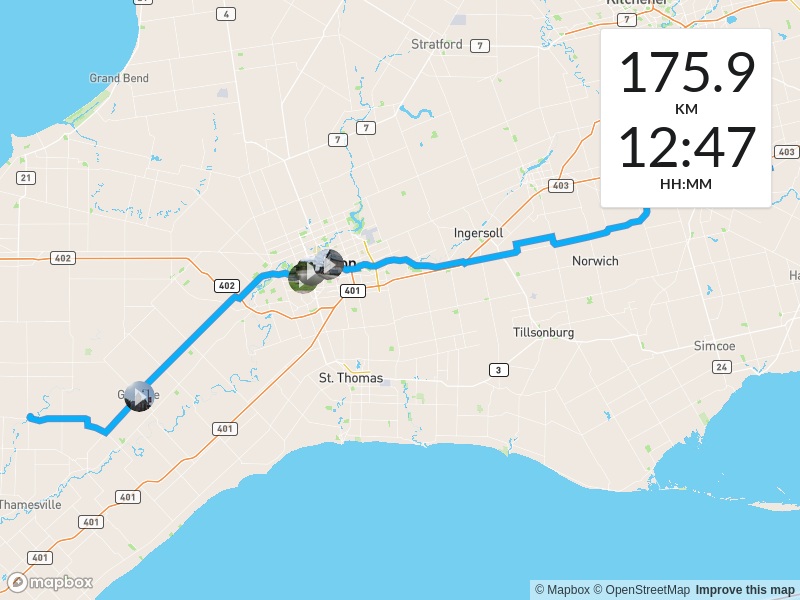 Kitchener
4
7
Stratford
7
Grand Bend
175.9
KM
12:47
HH:MM
7
7
403
21
403
Ingersoll
402
Norwich
402
401
Tillsonburg
Simcoe
24
3
St. Thomas
401
401
Thamesville
401
401
mapbox
© Mapbox © OpenStreetMap Improve this map